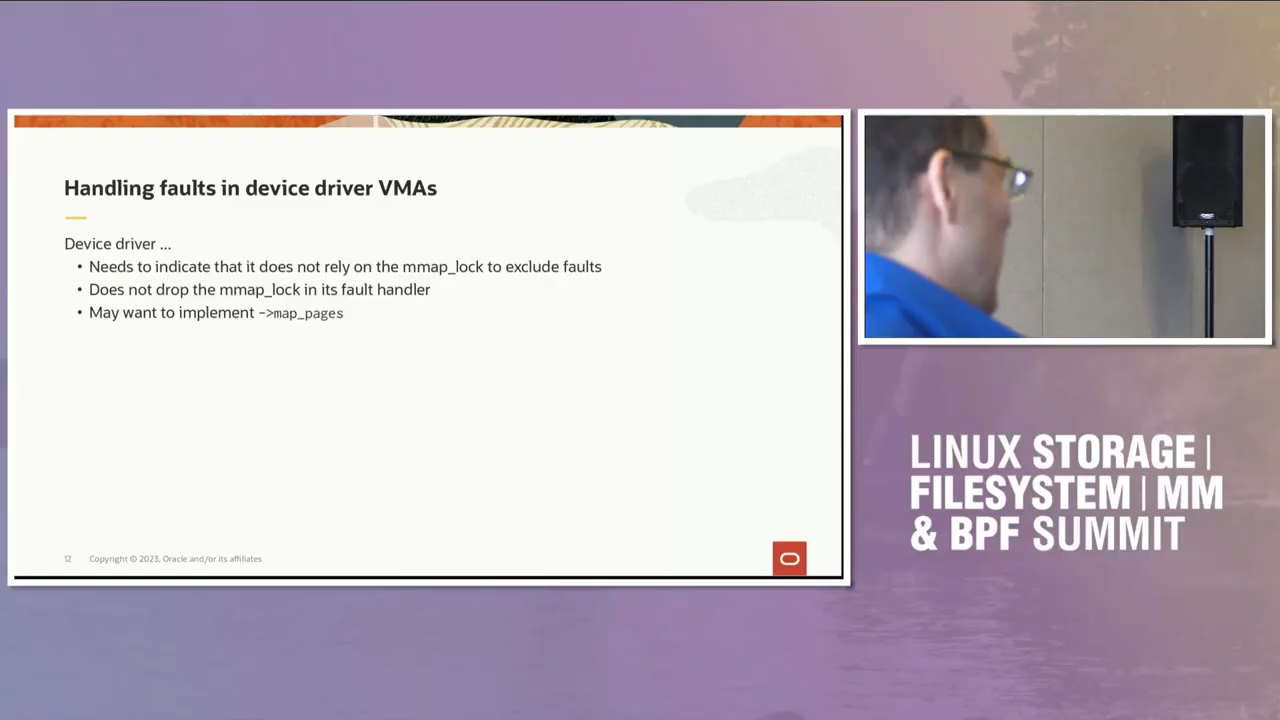 Handling faults in device driver VMAs
Device driver ...
• Needs to indicate that it does not rely on the mmap_lock to exclude faults
• Does not drop the mmap_lock in its fault handler
• May want to implement ->map_pages
12 Copyright © 2023, Oracle and/or its affiliates
LINUX STORAGE |
FILESYSTEM | MM
& BPF SUMMIT